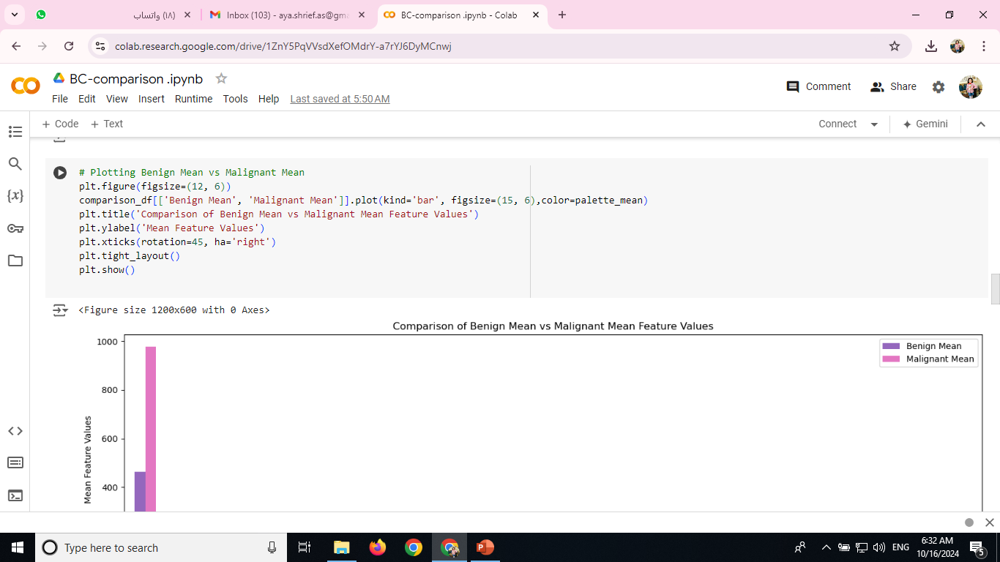 (١٨) واتساب
Inbox (103) - aya.shrief.as@gma
BC-comparison .ipynb - Colab
colab.research.google.com/drive/1ZnY5PqVVsdXefOMdrY-a7rYJ6DyMCnwj
BC-comparison .ipynb
File Edit View Insert Runtime Tools Help Last saved at 5:50 AM
Comment Share
+ Code + Text
Connect Gemini
# Plotting Benign Mean vs Malignant Mean
plt.figure(figsize=(12, 6))
comparison_df[['Benign Mean', 'Malignant Mean']].plot(kind='bar', figsize=(15, 6),color=palette_mean)
plt.title('Comparison of Benign Mean vs Malignant Mean Feature Values')
plt.ylabel('Mean Feature Values')
plt.xticks(rotation=45, ha='right')
plt.tight_layout()
plt.show()
<Figure size 1200x600 with 0 Axes>
Comparison of Benign Mean vs Malignant Mean Feature Values
1000
800
600
400
Mean Feature Values
Benign Mean
Malignant Mean
Type here to search
ENG
6:32 AM
10/16/2024
5